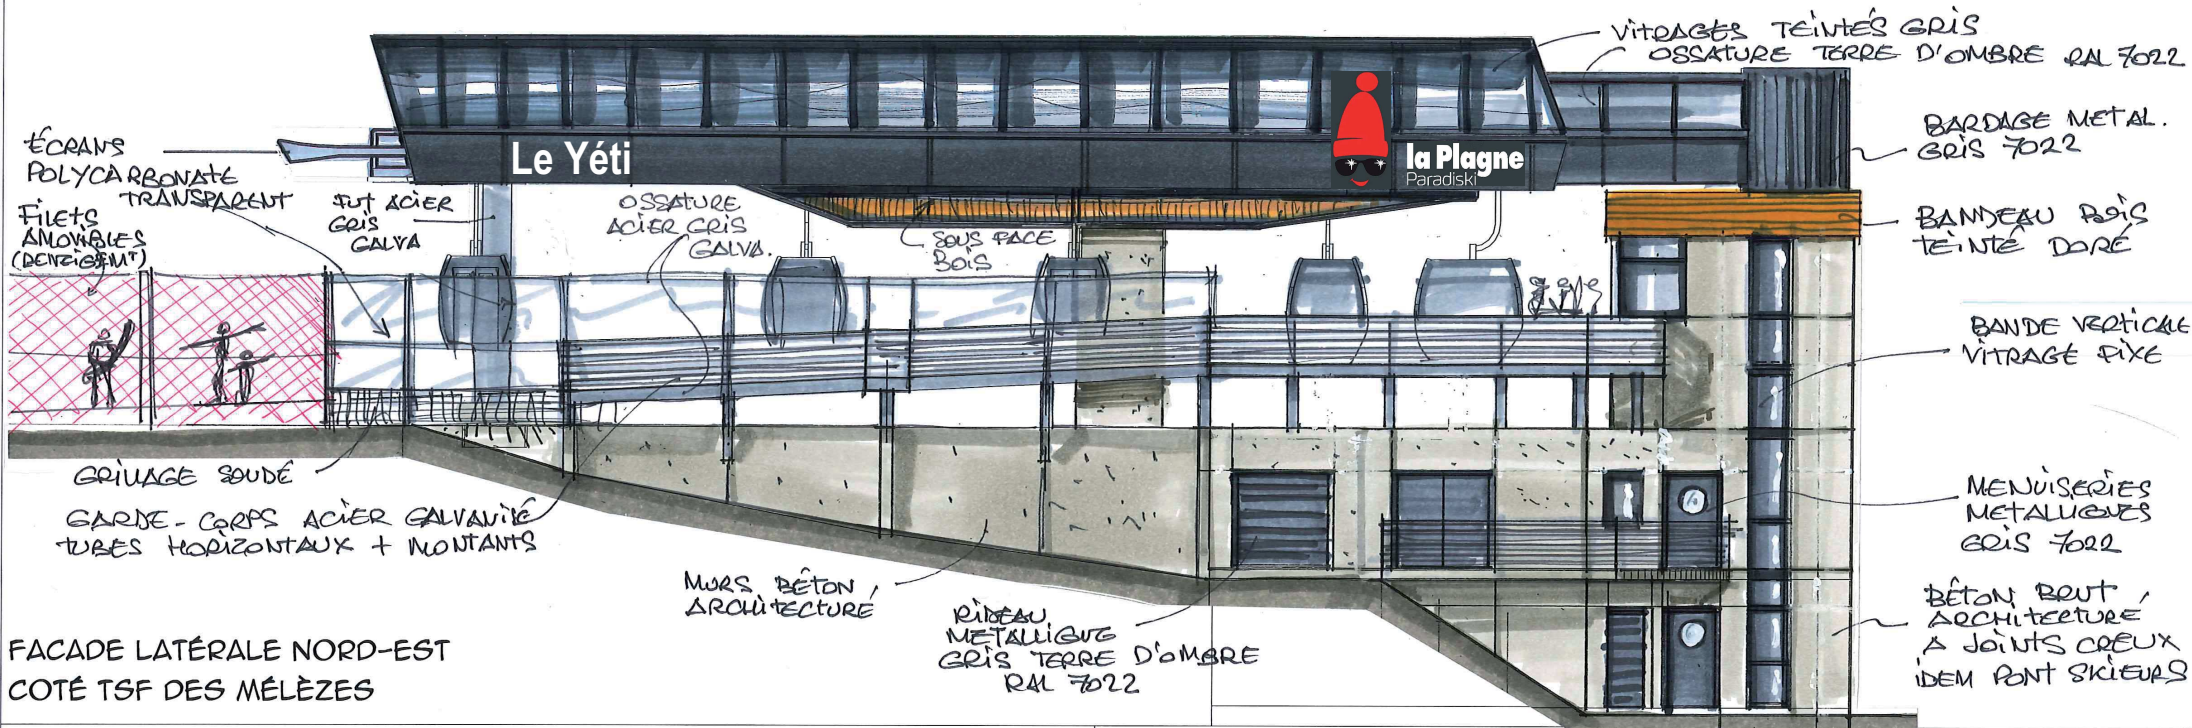 VITRAGES TEINTÉS GRIS
OSSATURE TERRE D'OMBRE RAL 7022
BARDAGE METAL.
GRIS 7022
ÉCRANS
POLYCARBONATE
TRANSPARENT
Le Yéti
la Plagne
Paradiski
FILETS
AMOVIBLES
FUT ACIER
GRIS
GALVA
OSSATURE
ACIER GRIS
GALVA.
SOUS FACE
BOIS
BANDEAU BOIS
TEINTÉ DORÉ
BANDE VERTICALE
VITRAGE FIXE
GRILLAGE SOUDÉ
GARDE-CORPS ACIER GALVANISÉ
TUBES HORIZONTAUX + MONTANTS
MURS BÉTON
ARCHITECTURÉ
RIDEAU
METALLIQUE
GRIS TERRE D'OMBRE
RAL 7022
MENUISERIES
METALLIQUES
GRIS 7022
BÉTON BRUT
ARCHITECTURÉ
A JOINTS CREUX
IDEM PONT SKIEURS
FACADE LATÉRALE NORD-EST
COTÉ TSF DES MÉLÈZES